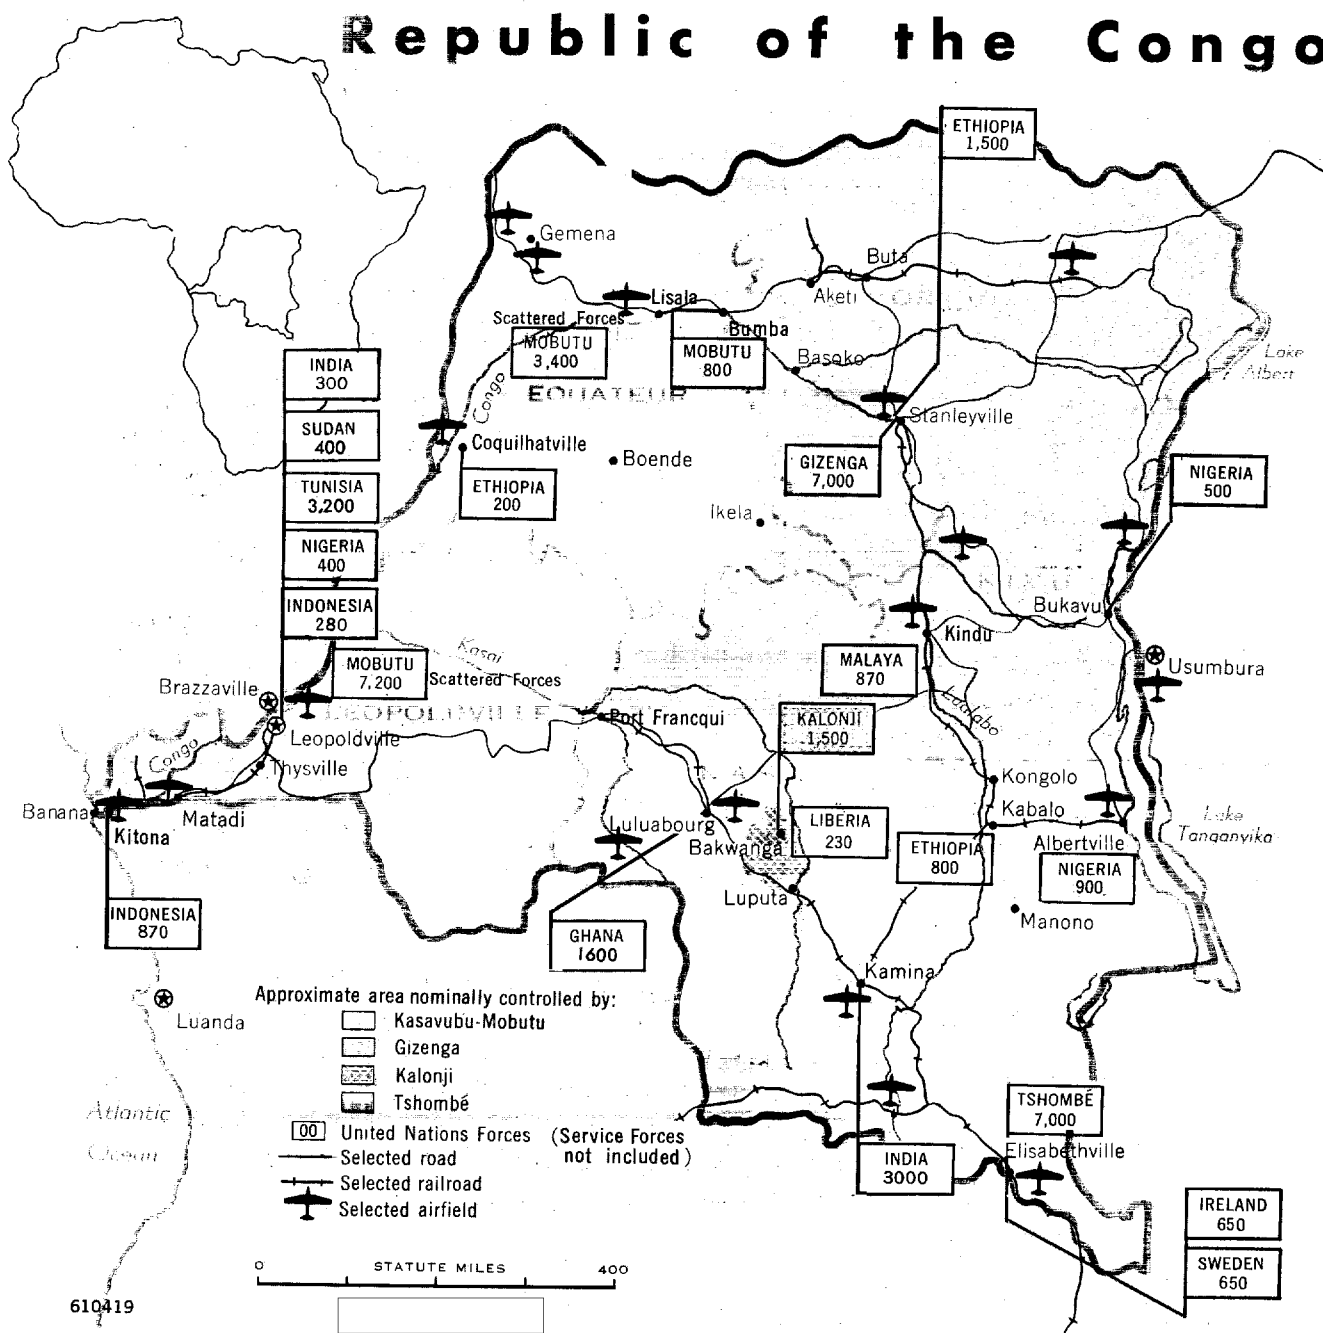 Republic of the Congo
ETHIOPIA
1,500
Gemena
Buta
Aketi
Lisala
Scattered Forces
MOBUTU
3,400
Bumba
MOBUTU
800
Basoko
Lake
Albert
INDIA
300
EQUATEUR
Congo
Stanleyville
SUDAN
400
Coquilhatville
Boende
GIZENGA
7,000
NIGERIA
500
TUNISIA
3,200
ETHIOPIA
200
Ikela
NIGERIA
400
INDONESIA
280
Bukavu
Kindu
Kasai
MOBUTU
7,200
Scattered Forces
MALAYA
870
Usumbura
Brazzaville
LEOPOLDVILLE
Port Francqui
KALONJI
1,500
Lualaba
Leopoldville
Congo
Thysville
Kongolo
Banana
Matadi
Kitona
Luluabourg
Bakwanga
LIBERIA
230
Kabalo
Albertville
Lake
Tanganyika
ETHIOPIA
800
NIGERIA
900
Luputa
Manono
INDONESIA
870
GHANA
1600
Kamina
Luanda
Approximate area nominally controlled by:
Kasavubu-Mobutu
Gizenga
Kalonji
Tshombé
00 United Nations Forces (Service Forces
not included)
Selected road
Selected railroad
Selected airfield
Atlantic
Ocean
TSHOMBÉ
7,000
Elisabethville
INDIA
3000
IRELAND
650
SWEDEN
650
0 STATUTE MILES 400
610419